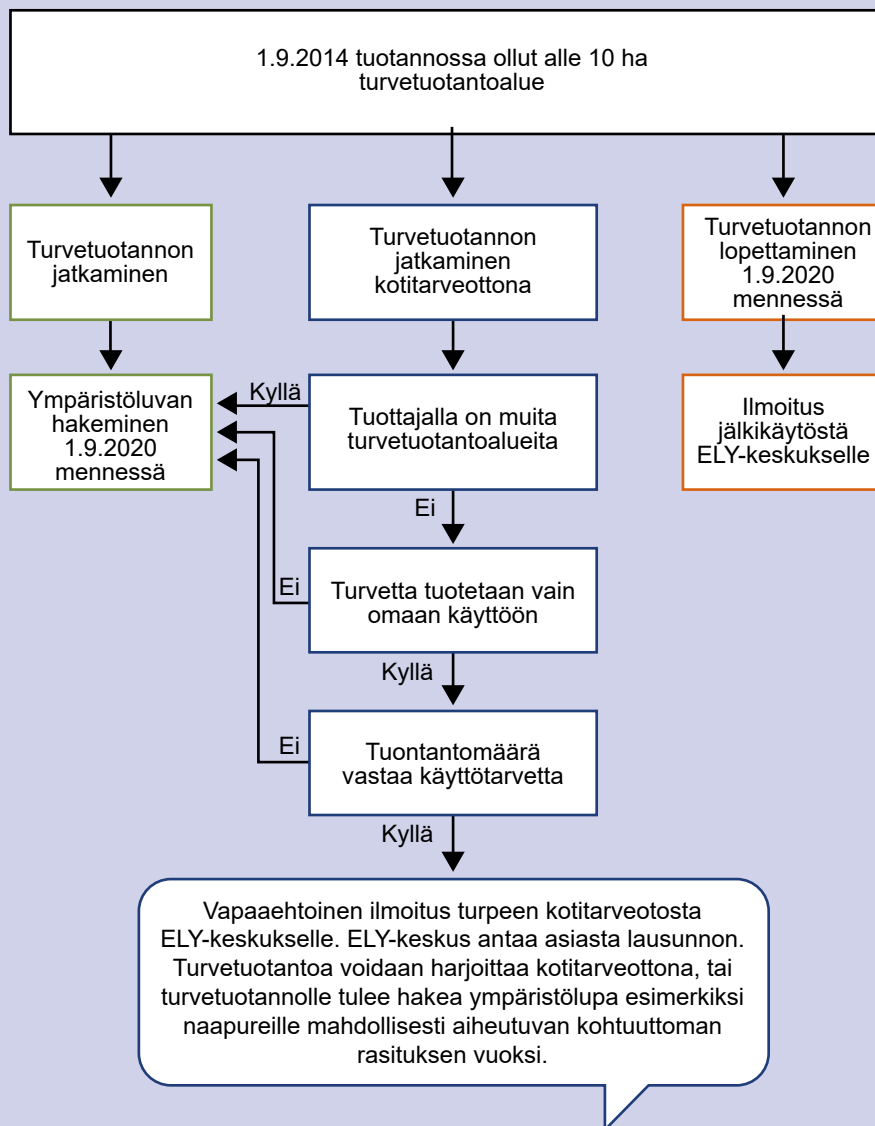 1.9.2014 tuotannossa ollut alle 10 ha
turvetuotantoalue
Turvetuotannon
jatkaminen
Turvetuotannon
jatkaminen
kotitarveottona
Turvetuotannon
lopettaminen
1.9.2020
mennessä
Ympäristöluvan
hakeminen
1.9.2020
mennessä
Kyllä
Tuottajalla on muita
turvetuotantoalueita
Ilmoitus
jälkikäytöstä
ELY-keskukselle
Ei
Ei
Turvetta tuotetaan vain
omaan käyttöön
Kyllä
Ei
Tuontantomäärä
vastaa käyttötarvetta
Kyllä
Vapaaehtoinen ilmoitus turpeen kotitarveotosta
ELY-keskukselle. ELY-keskus antaa asiasta lausunnon.
Turvetuotantoa voidaan harjoittaa kotitarveottona, tai
turvetuotannolle tulee hakea ympäristölupa esimerkiksi
naapureille mahdollisesti aiheutuvan kohtuuttoman
rasituksen vuoksi.